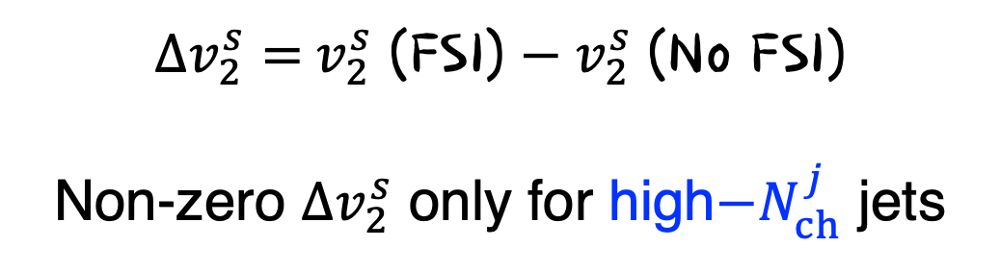 Δv₂ˢ = v₂ˢ (FSI) − v₂ˢ (No FSI)
Non-zero Δv₂ˢ only for high−N_ch^j jets